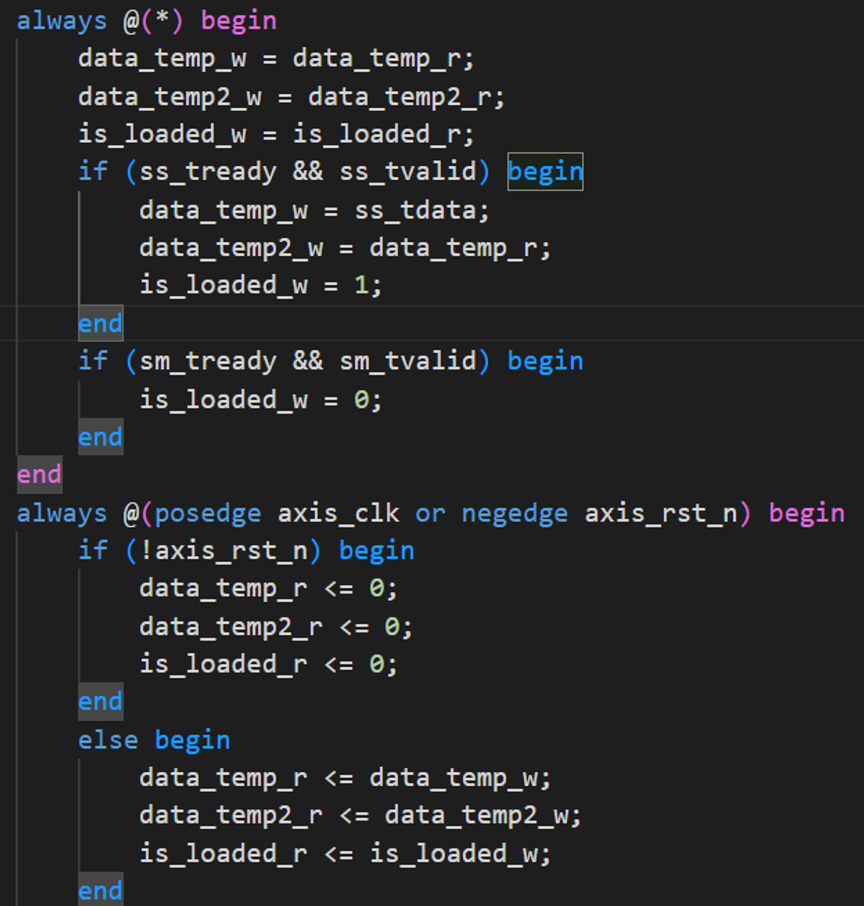 always @(*) begin
    data_temp_w = data_temp_r;
    data_temp2_w = data_temp2_r;
    is_loaded_w = is_loaded_r;
    if (ss_tready && ss_tvalid) begin
        data_temp_w = ss_tdata;
        data_temp2_w = data_temp_r;
        is_loaded_w = 1;
    end
    if (sm_tready && sm_tvalid) begin
        is_loaded_w = 0;
    end
end
always @(posedge axis_clk or negedge axis_rst_n) begin
    if (!axis_rst_n) begin
        data_temp_r <= 0;
        data_temp2_r <= 0;
        is_loaded_r <= 0;
    end
    else begin
        data_temp_r <= data_temp_w;
        data_temp2_r <= data_temp2_w;
        is_loaded_r <= is_loaded_w;
    end